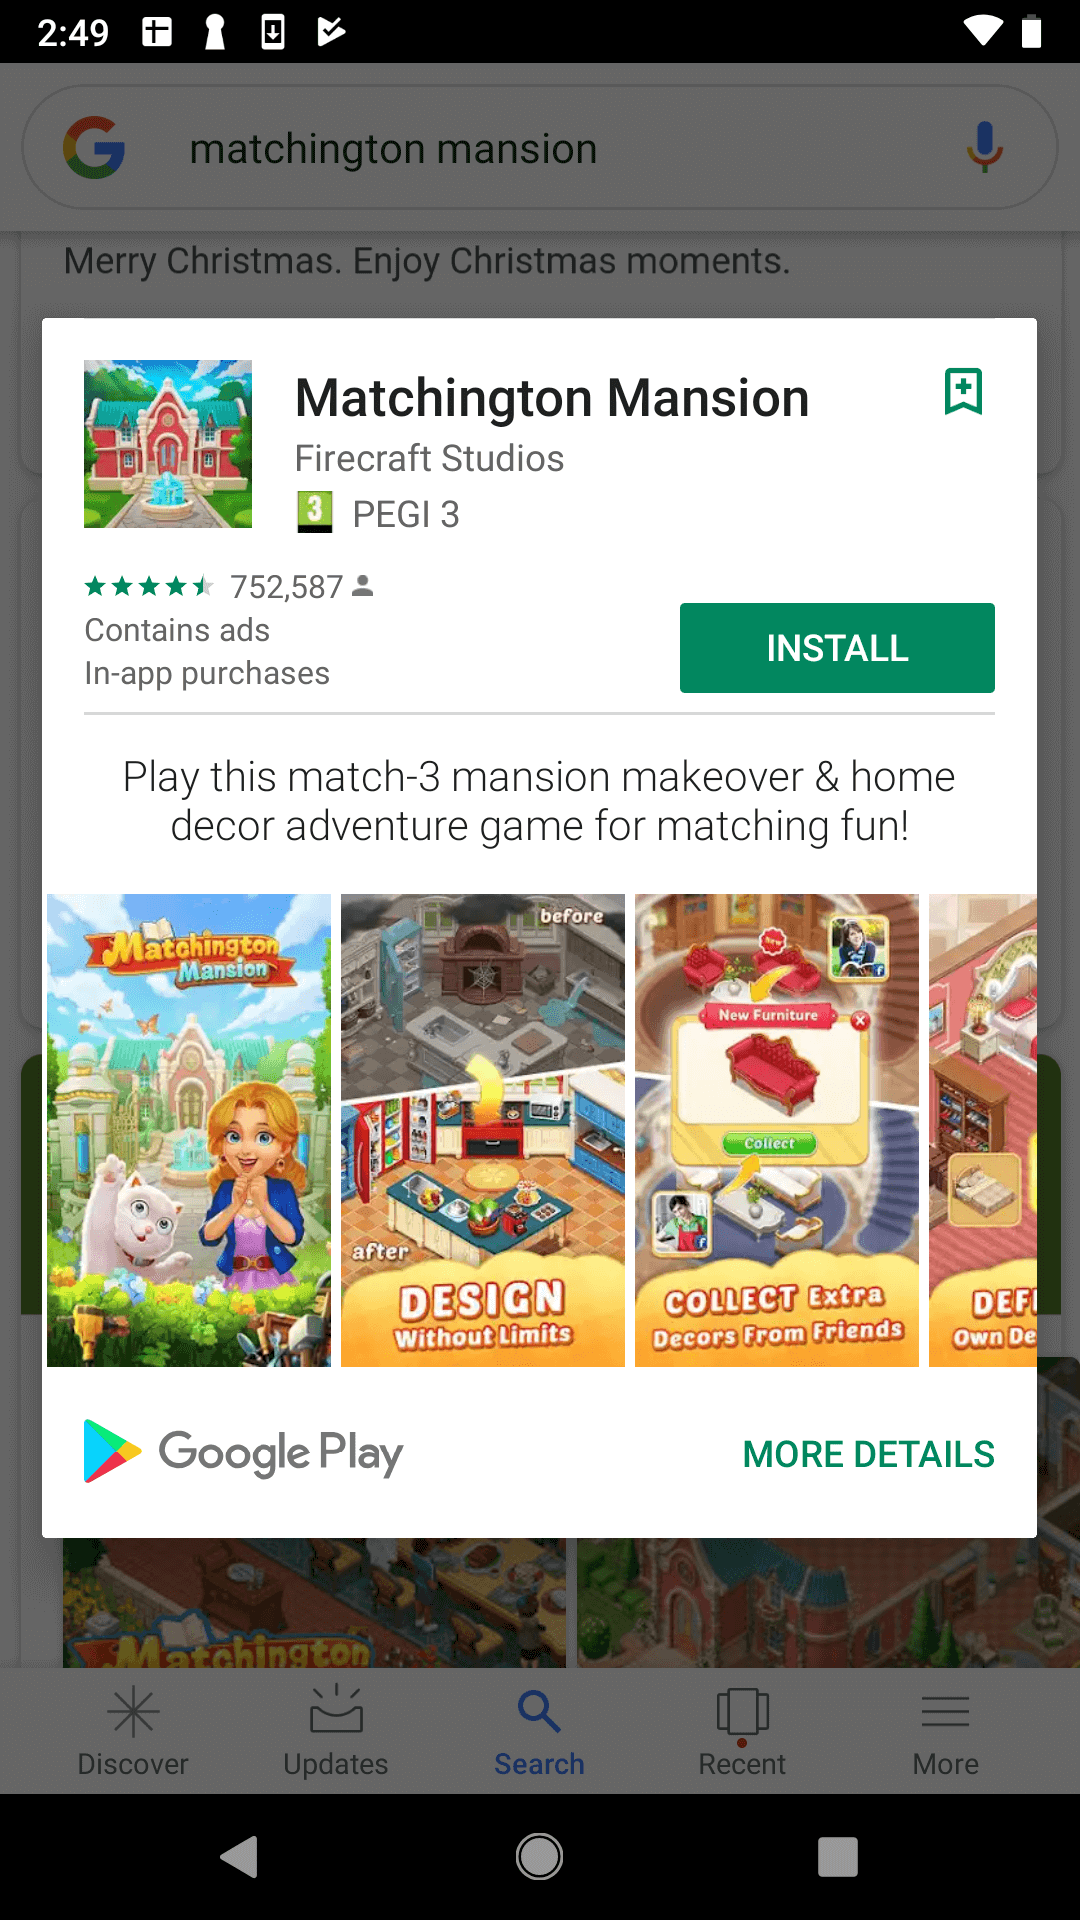 2:49
matchington mansion
Merry Christmas. Enjoy Christmas moments.
Matchington Mansion
Firecraft Studios
3 PEGI 3
752,587
Contains ads
In-app purchases
INSTALL
Play this match-3 mansion makeover & home
decor adventure game for matching fun!
Matchington
Mansion
before
after
DESIGN
Without Limits
New
New Furniture
Collect
COLLECT Extra
Decors From Friends
DEFI
Own De
Google Play
MORE DETAILS
Matchington
Discover
Updates
Search
Recent
More